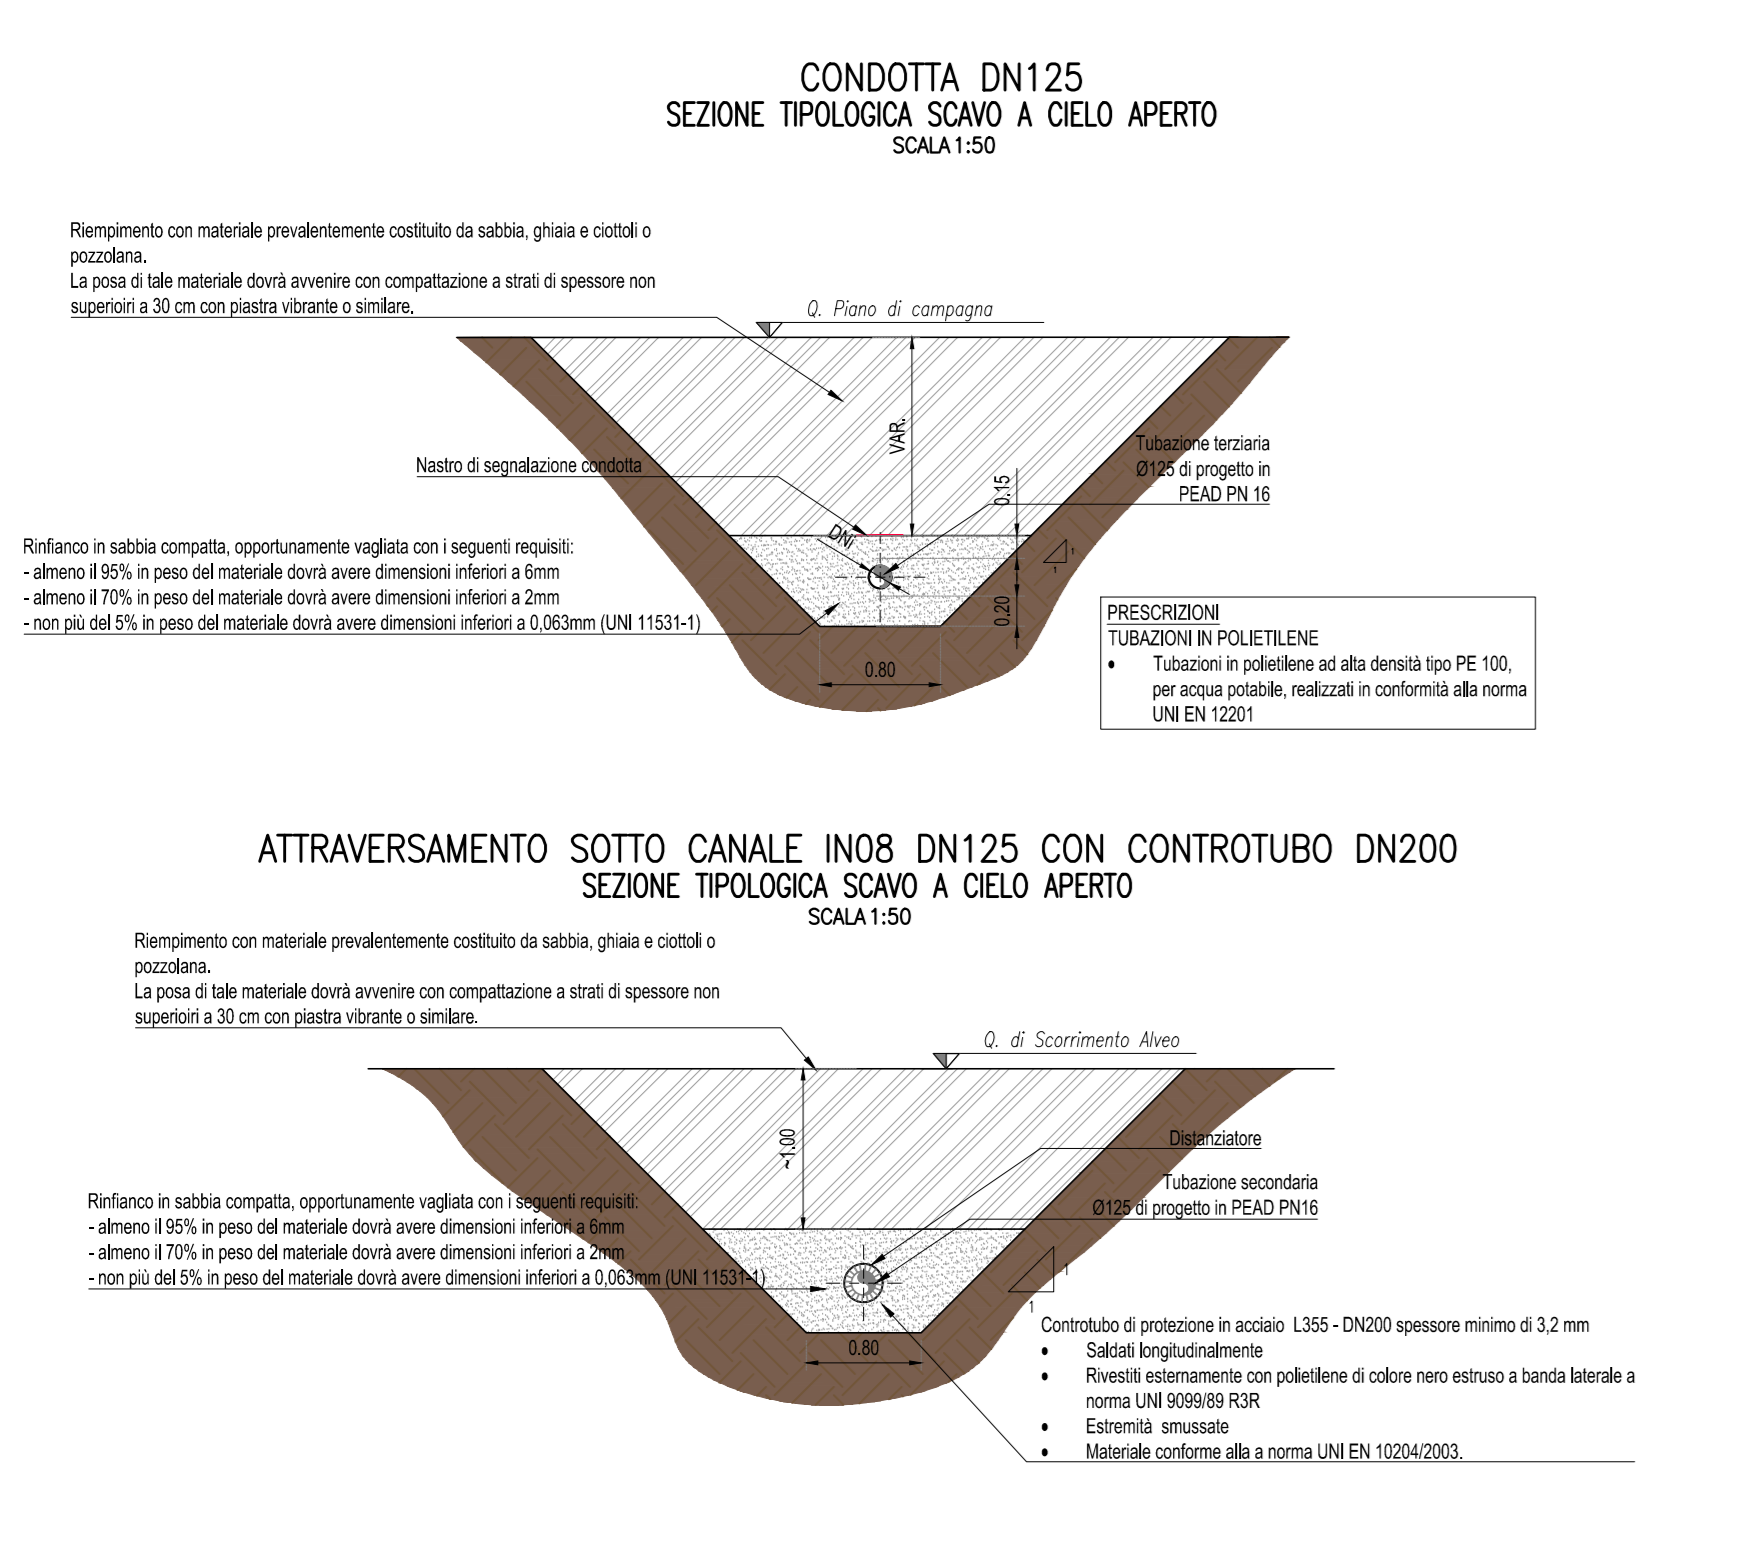 CONDOTTA DN125
SEZIONE TIPOLOGICA SCAVO A CIELO APERTO
SCALA 1:50
Riempimento con materiale prevalentemente costituito da sabbia, ghiaia e ciottoli o
pozzolana.
La posa di tale materiale dovrà avvenire con compattazione a strati di spessore non
superioiri a 30 cm con piastra vibrante o similare.
Q. Piano di campagna
VAR.
Tubazione terziaria
Ø125 di progetto in
PEAD PN 16
Nastro di segnalazione condotta
0.15
DNi
Rinfianco in sabbia compatta, opportunamente vagliata con i seguenti requisiti:
- almeno il 95% in peso del materiale dovrà avere dimensioni inferiori a 6mm
- almeno il 70% in peso del materiale dovrà avere dimensioni inferiori a 2mm
- non più del 5% in peso del materiale dovrà avere dimensioni inferiori a 0,063mm (UNI 11531-1)
1
1
0.20
0.80
PRESCRIZIONI
TUBAZIONI IN POLIETILENE
• Tubazioni in polietilene ad alta densità tipo PE 100,
per acqua potabile, realizzati in conformità alla norma
UNI EN 12201
ATTRAVERSAMENTO SOTTO CANALE IN08 DN125 CON CONTROTUBO DN200
SEZIONE TIPOLOGICA SCAVO A CIELO APERTO
SCALA 1:50
Riempimento con materiale prevalentemente costituito da sabbia, ghiaia e ciottoli o
pozzolana.
La posa di tale materiale dovrà avvenire con compattazione a strati di spessore non
superioiri a 30 cm con piastra vibrante o similare.
Q. di Scorrimento Alveo
~1.00
Distanziatore
Tubazione secondaria
Ø125 di progetto in PEAD PN16
Rinfianco in sabbia compatta, opportunamente vagliata con i seguenti requisiti:
- almeno il 95% in peso del materiale dovrà avere dimensioni inferiori a 6mm
- almeno il 70% in peso del materiale dovrà avere dimensioni inferiori a 2mm
- non più del 5% in peso del materiale dovrà avere dimensioni inferiori a 0,063mm (UNI 11531-1)
1
1
0.80
Controtubo di protezione in acciaio L355 - DN200 spessore minimo di 3,2 mm
• Saldati longitudinalmente
• Rivestiti esternamente con polietilene di colore nero estruso a banda laterale a
norma UNI 9099/89 R3R
• Estremità smussate
• Materiale conforme alla a norma UNI EN 10204/2003.